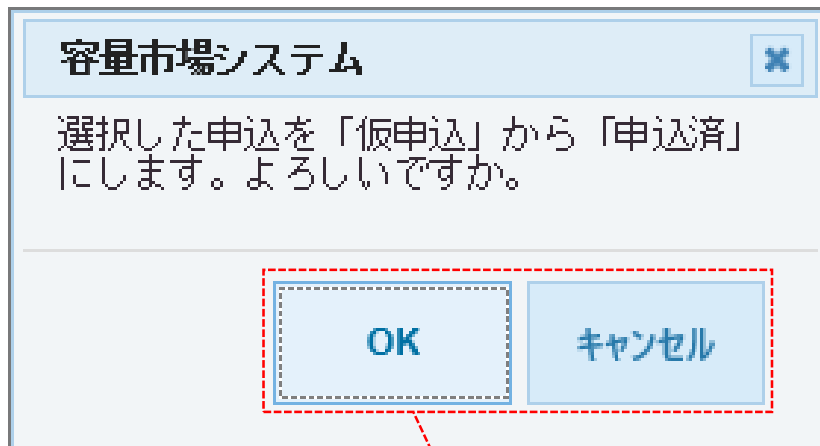 容量市場システム
選択した申込を「仮申込」から「申込済」
にします。よろしいですか。
OK
キャンセル